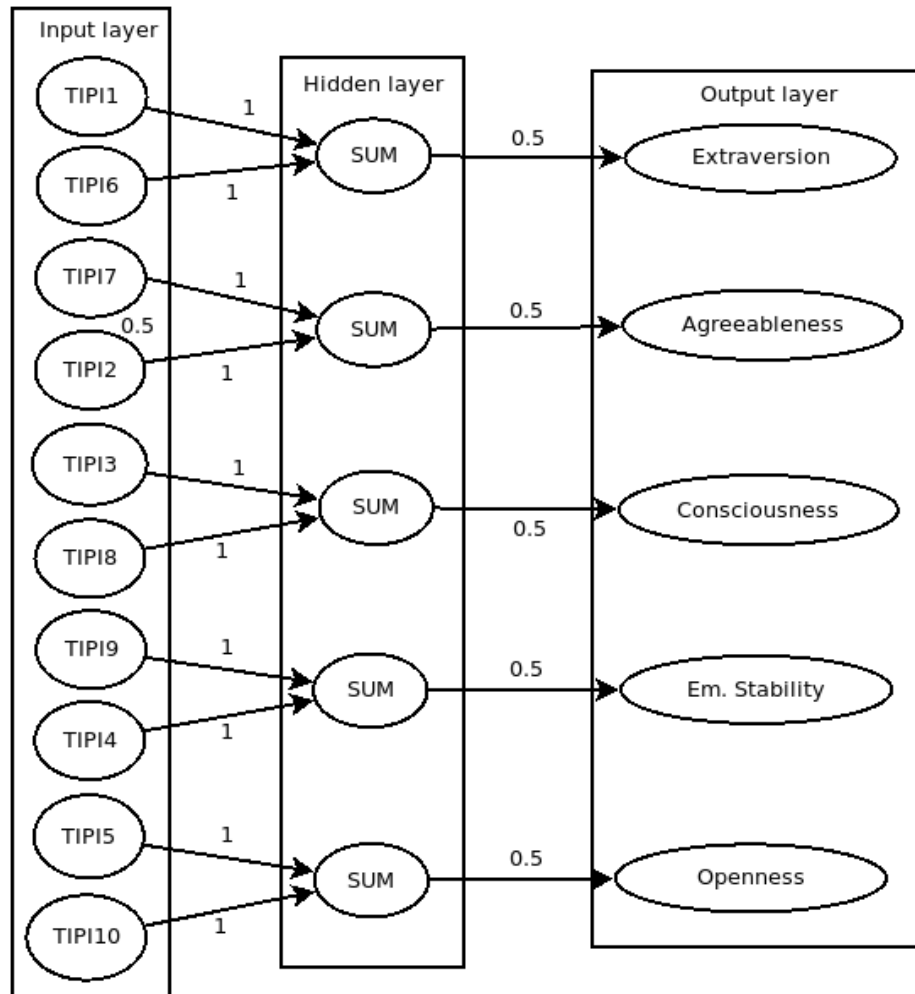 Input layer
TIPI1
TIPI6
TIPI7
0.5
TIPI2
TIPI3
TIPI8
TIPI9
TIPI4
TIPI5
TIPI10
1
1
1
1
1
1
1
1
1
1
Hidden layer
SUM
SUM
SUM
SUM
SUM
0.5
0.5
0.5
0.5
0.5
Output layer
Extraversion
Agreeableness
Consciousness
Em. Stability
Openness